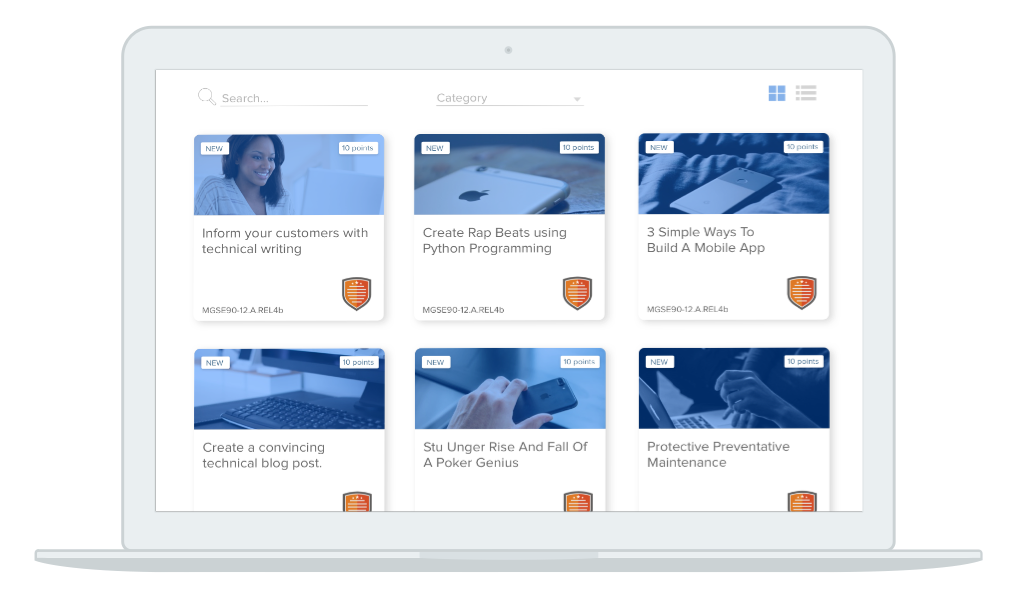 Search...
Category
NEW
10 points
NEW
10 points
NEW
10 points
Inform your customers with
technical writing
MGSE90-12.A.REL4b
Create Rap Beats using
Python Programming
MGSE90-12.A.REL4b
3 Simple Ways To
Build A Mobile App
MGSE90-12.A.REL4b
NEW
10 points
NEW
10 points
NEW
10 points
Create a convincing
technical blog post.
Stu Unger Rise And Fall Of
A Poker Genius
Protective Preventative
Maintenance